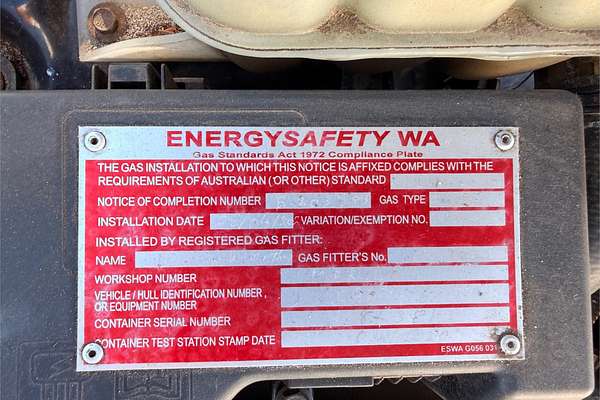 ENERGYSAFETY WA
Gas Standards Act 1972 Compliance Plate
THE GAS INSTALLATION TO WHICH THIS NOTICE IS AFFIXED COMPLIES WITH THE
REQUIREMENTS OF AUSTRALIAN (OR OTHER) STANDARD
NOTICE OF COMPLETION NUMBER GAS TYPE
INSTALLATION DATE VARIATION/EXEMPTION NO.
INSTALLED BY REGISTERED GAS FITTER:
NAME GAS FITTER'S No.
WORKSHOP NUMBER
VEHICLE / HULL IDENTIFICATION NUMBER,
OR EQUIPMENT NUMBER
CONTAINER SERIAL NUMBER
CONTAINER TEST STATION STAMP DATE
ESWA G056 031